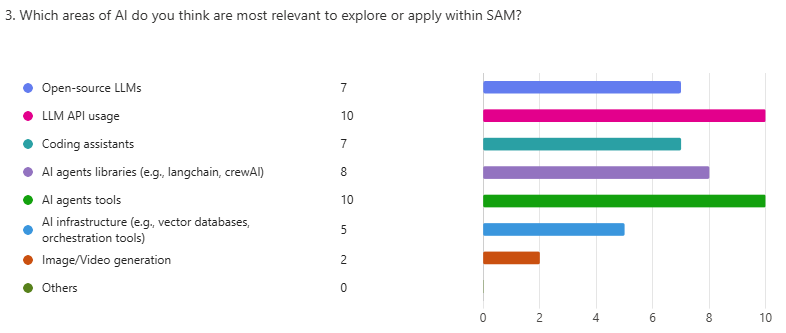 3. Which areas of AI do you think are most relevant to explore or apply within SAM?
Open-source LLMs 7
LLM API usage 10
Coding assistants 7
AI agents libraries (e.g., langchain, crewAI) 8
AI agents tools 10
AI infrastructure (e.g., vector databases,
orchestration tools) 5
Image/Video generation 2
Others 0
0 2 4 6 8 10